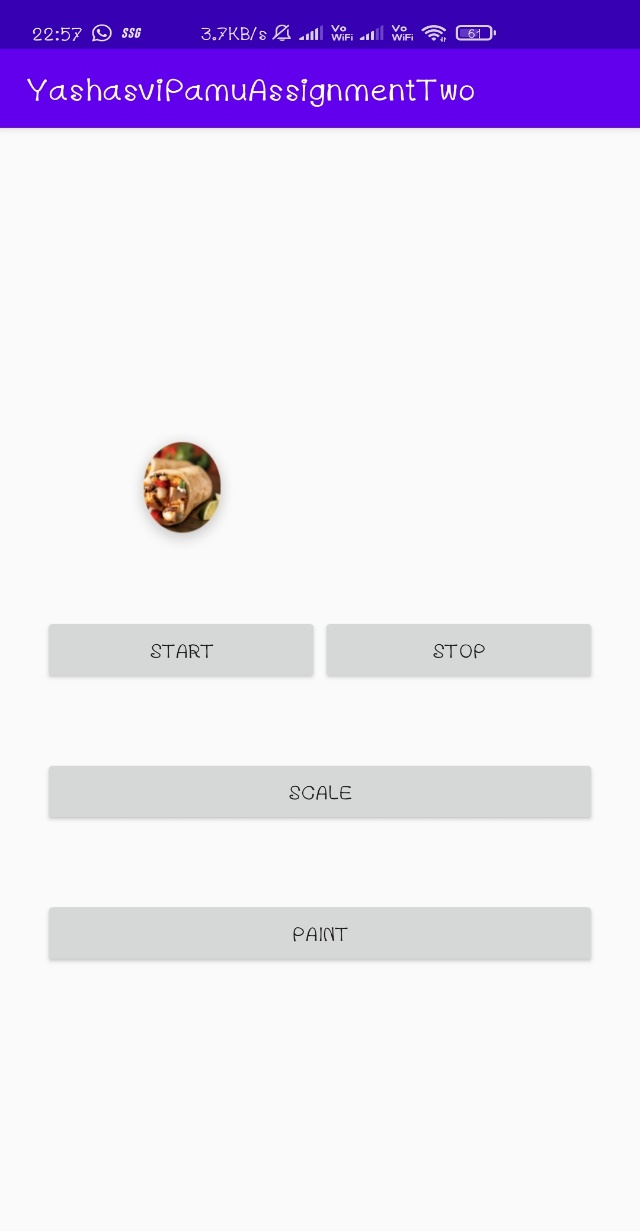 22:57 SSG 3.7KB/s Vo WiFi Vo WiFi 61
YashasviPamuAssignmentTwo
START STOP
SCALE
PAINT